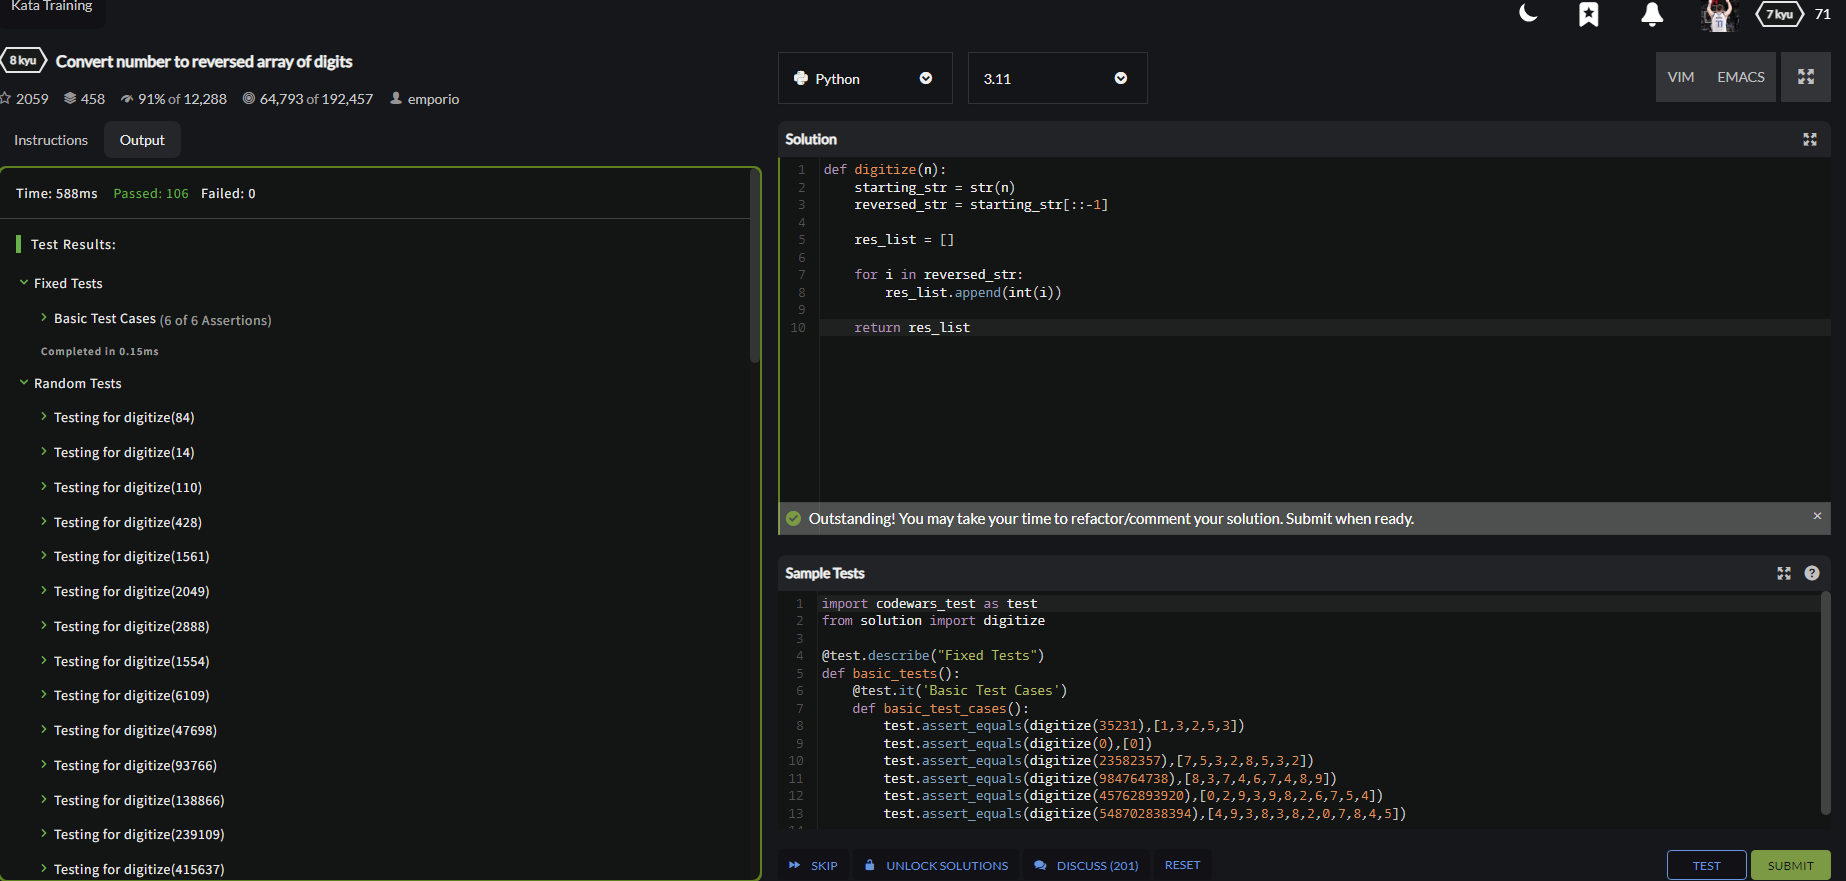 Kata Training
7 kyu 71
8 kyu Convert number to reversed array of digits
2059 458 91% of 12,288 64,793 of 192,457 emporio
Instructions Output
Time: 588ms Passed: 106 Failed: 0
Test Results:
Fixed Tests
Basic Test Cases (6 of 6 Assertions)
Completed in 0.15ms
Random Tests
Testing for digitize(84)
Testing for digitize(14)
Testing for digitize(110)
Testing for digitize(428)
Testing for digitize(1561)
Testing for digitize(2049)
Testing for digitize(2888)
Testing for digitize(1554)
Testing for digitize(6109)
Testing for digitize(47698)
Testing for digitize(93766)
Testing for digitize(138866)
Testing for digitize(239109)
Testing for digitize(415637)
Python 3.11 VIM EMACS
Solution
1 def digitize(n):
2     starting_str = str(n)
3     reversed_str = starting_str[::-1]
4
5     res_list = []
6
7     for i in reversed_str:
8         res_list.append(int(i))
9
10     return res_list
Outstanding! You may take your time to refactor/comment your solution. Submit when ready. ×
Sample Tests ?
1 import codewars_test as test
2 from solution import digitize
3
4 @test.describe("Fixed Tests")
5 def basic_tests():
6     @test.it('Basic Test Cases')
7     def basic_test_cases():
8         test.assert_equals(digitize(35231),[1,3,2,5,3])
9         test.assert_equals(digitize(0),[0])
10         test.assert_equals(digitize(23582357),[7,5,3,2,8,5,3,2])
11         test.assert_equals(digitize(984764738),[8,3,7,4,6,7,4,8,9])
12         test.assert_equals(digitize(45762893920),[0,2,9,3,9,8,2,6,7,5,4])
13         test.assert_equals(digitize(548702838394),[4,9,3,8,3,8,2,0,7,8,4,5])
14
SKIP UNLOCK SOLUTIONS DISCUSS (201) RESET TEST SUBMIT